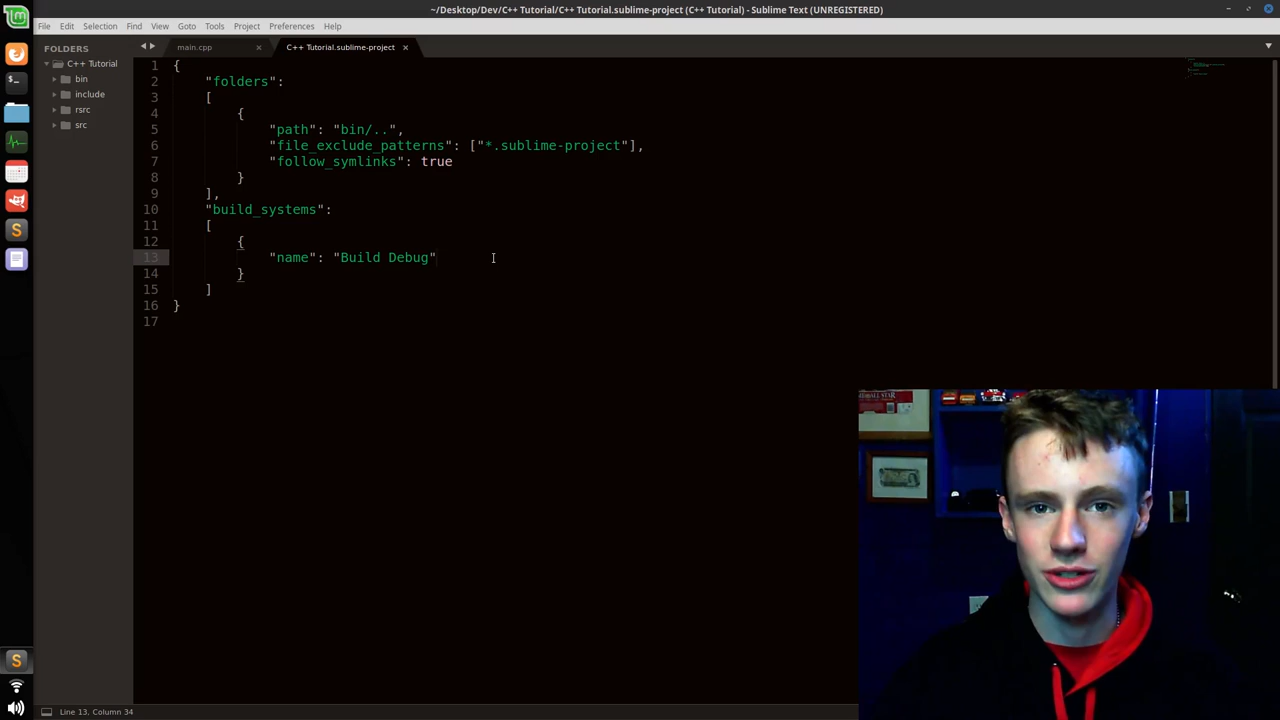 ~/Desktop/Dev/C++ Tutorial/C++ Tutorial.sublime-project (C++ Tutorial) - Sublime Text (UNREGISTERED)
File Edit Selection Find View Goto Tools Project Preferences Help
FOLDERS
C++ Tutorial
bin
include
rsrc
src
main.cpp
C++ Tutorial.sublime-project
1 {
2 "folders":
3 [
4 {
5 "path": "bin/..",
6 "file_exclude_patterns": ["*.sublime-project"],
7 "follow_symlinks": true
8 }
9 ],
10 "build_systems":
11 [
12 {
13 "name": "Build Debug"
14 }
15 ]
16 }
17
Line 13, Column 34